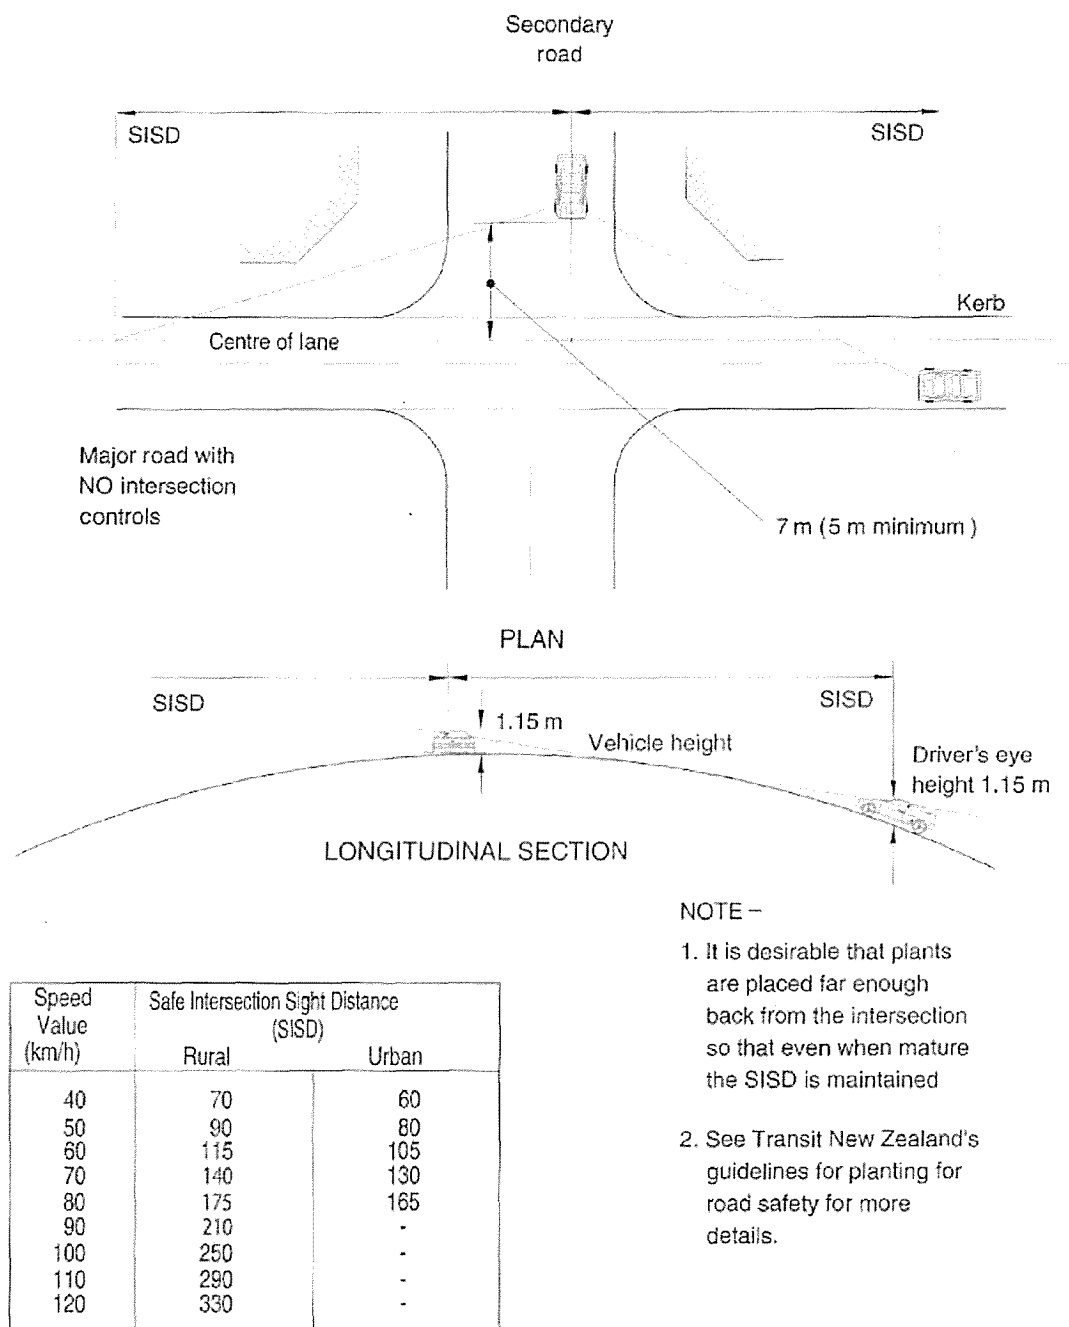 Secondary
road
SISD
SISD
Kerb
Centre of lane
Major road with
NO intersection
controls
7 m (5 m minimum)
PLAN
SISD
SISD
1.15 m
Vehicle height
Driver's eye
height 1.15 m
LONGITUDINAL SECTION
NOTE –
1. It is desirable that plants
are placed far enough
back from the intersection
so that even when mature
the SISD is maintained
2. See Transit New Zealand's
guidelines for planting for
road safety for more
details.
Speed Value (km/h) Safe Intersection Sight Distance (SISD)
Rural Urban
40 70 60
50 90 80
60 115 105
70 140 130
80 175 165
90 210 -
100 250 -
110 290 -
120 330 -